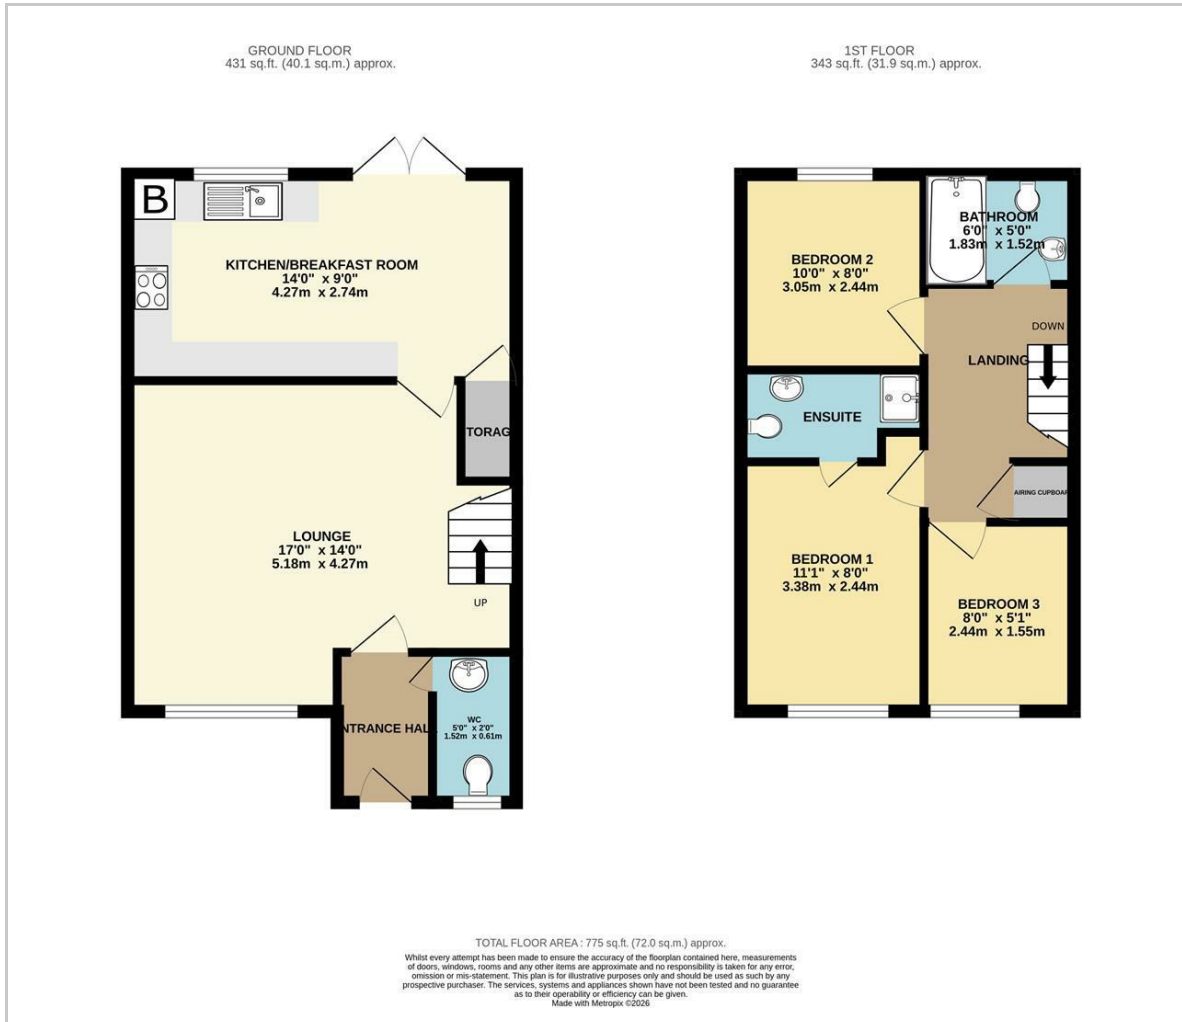 GROUND FLOOR
431 sq.ft. (40.1 sq.m.) approx.
B
KITCHEN/BREAKFAST ROOM
14'0" x 9'0"
4.27m x 2.74m
TORAG
LOUNGE
17'0" x 14'0"
5.18m x 4.27m
UP
NTRANCE HAL
WC
5'0" x 2'0"
1.52m x 0.61m
1ST FLOOR
343 sq.ft. (31.9 sq.m.) approx.
BEDROOM 2
10'0" x 8'0"
3.05m x 2.44m
BATHROOM
6'0" x 5'0"
1.83m x 1.52m
DOWN
LANDING
ENSUITE
AIRING CUPBOAR
BEDROOM 1
11'1" x 8'0"
3.38m x 2.44m
BEDROOM 3
8'0" x 5'1"
2.44m x 1.55m
TOTAL FLOOR AREA : 775 sq.ft. (72.0 sq.m.) approx.
Whilst every attempt has been made to ensure the accuracy of the floorplan contained here, measurements
of doors, windows, rooms and any other items are approximate and no responsibility is taken for any error,
omission or mis-statement. This plan is for illustrative purposes only and should be used as such by any
prospective purchaser. The services, systems and appliances shown have not been tested and no guarantee
as to their operability or efficiency can be given.
Made with Metropix ©2026